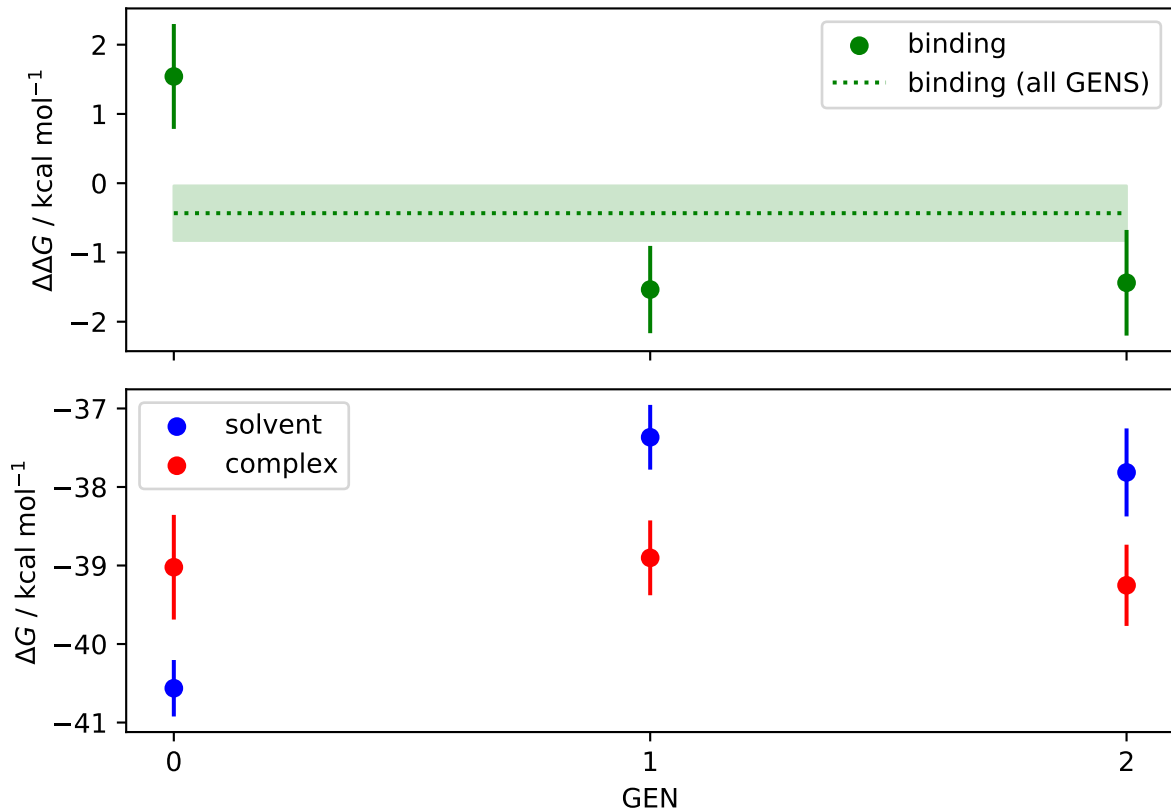 ΔΔG / kcal mol⁻¹
2
1
0
−1
−2
binding
binding (all GENS)
ΔG / kcal mol⁻¹
−37
−38
−39
−40
−41
solvent
complex
0
1
2
GEN